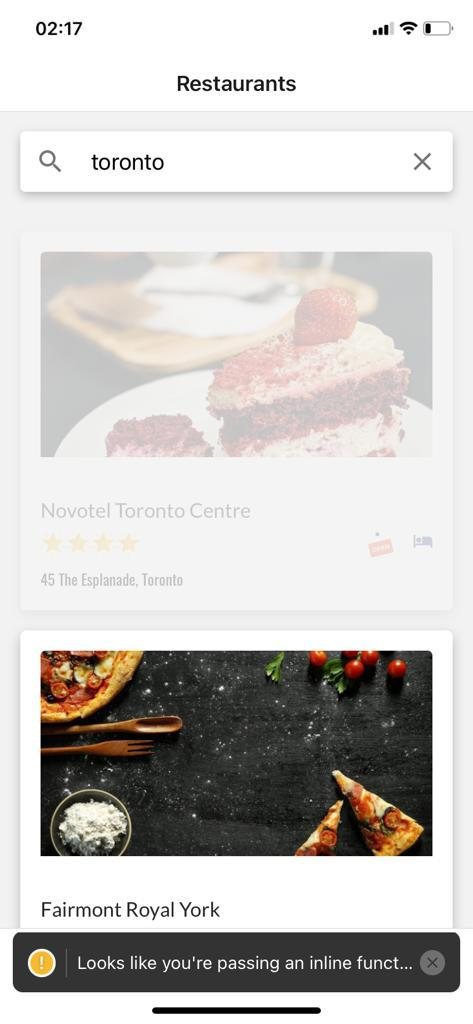 02:17
Restaurants
toronto
Novotel Toronto Centre
OPEN
45 The Esplanade, Toronto
Fairmont Royal York
Looks like you're passing an inline funct...